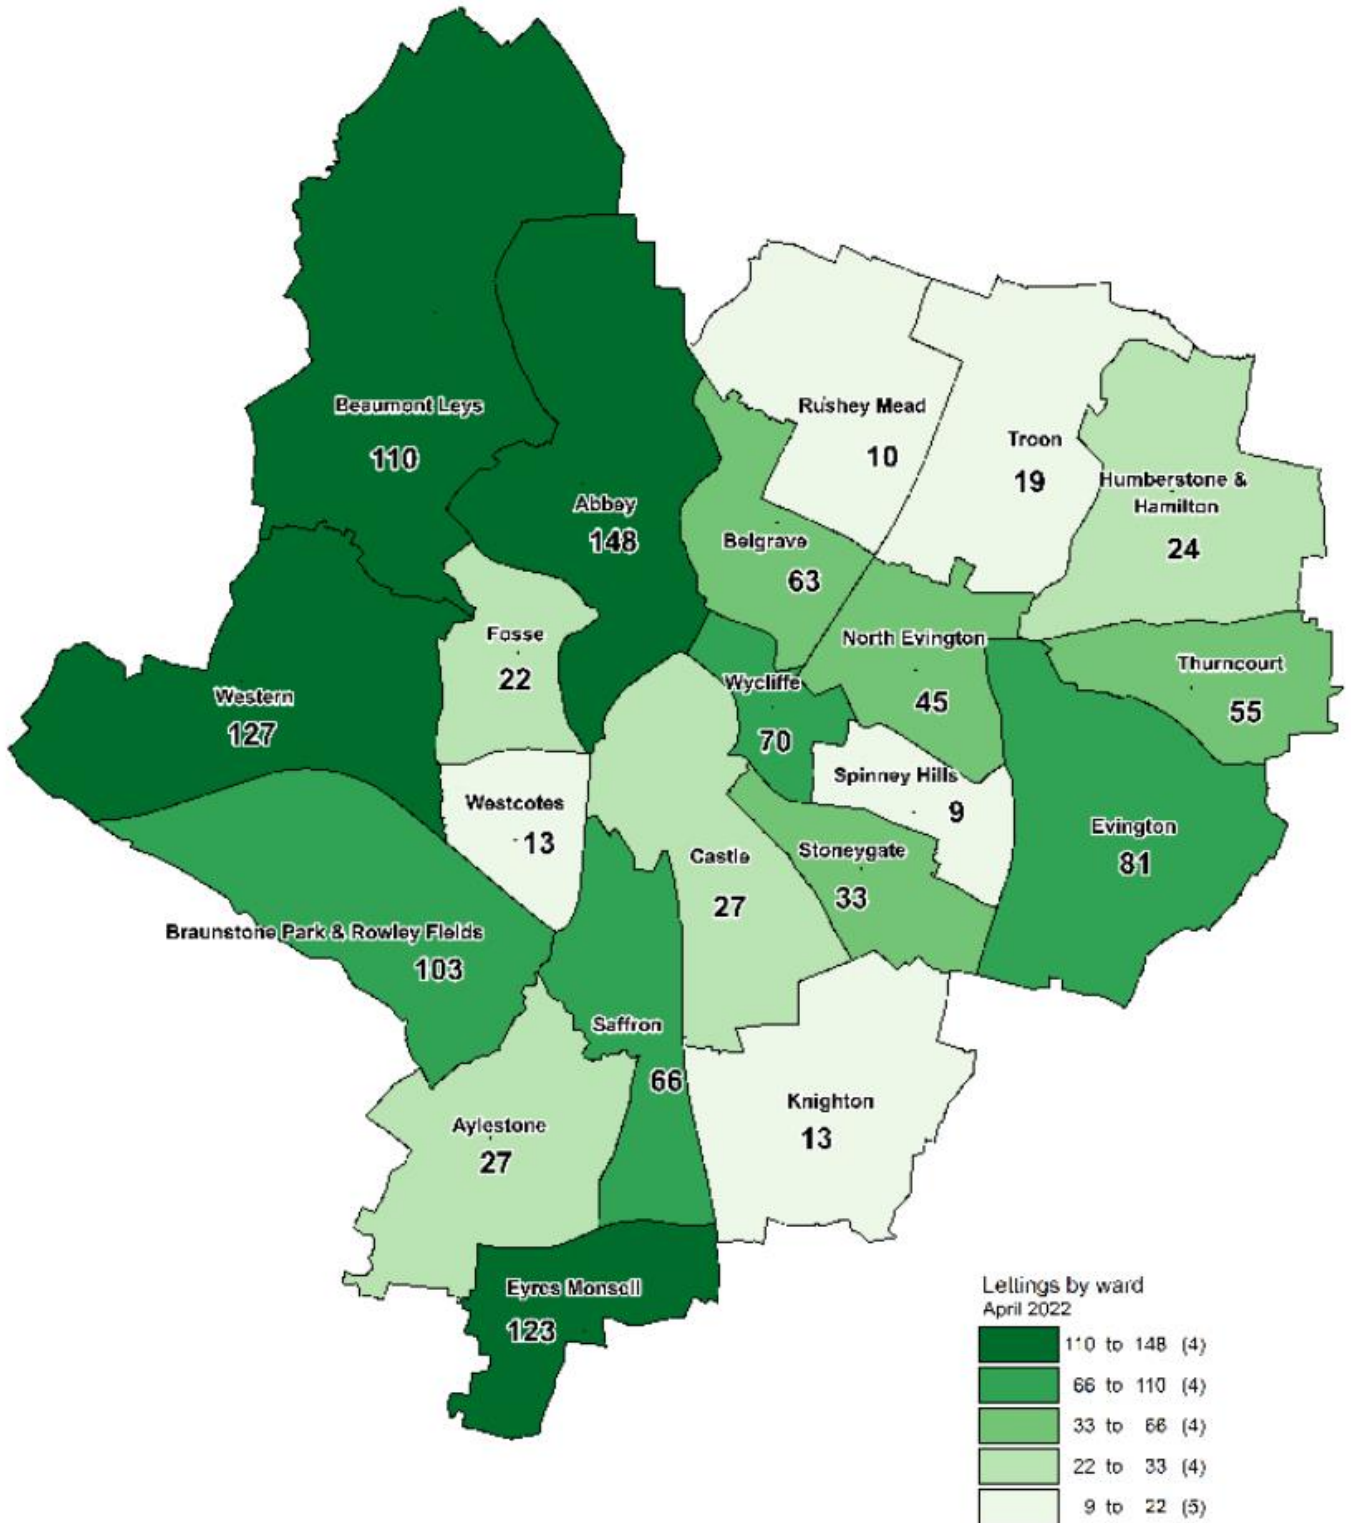 Beaumont Leys
110
Abbey
148
Rushey Mead
10
Troon
19
Humberstone &
Hamilton
24
Belgrave
63
North Evington
45
Thurncourt
55
Fosse
22
Western
127
Wycliffe
70
Spinney Hills
9
Westcotes
13
Evington
81
Castle
27
Stoneygate
33
Braunstone Park & Rowley Fields
103
Saffron
66
Knighton
13
Aylestone
27
Eyres Monsell
123
Lettings by ward
April 2022
110 to 148 (4)
66 to 110 (4)
33 to 66 (4)
22 to 33 (4)
9 to 22 (5)